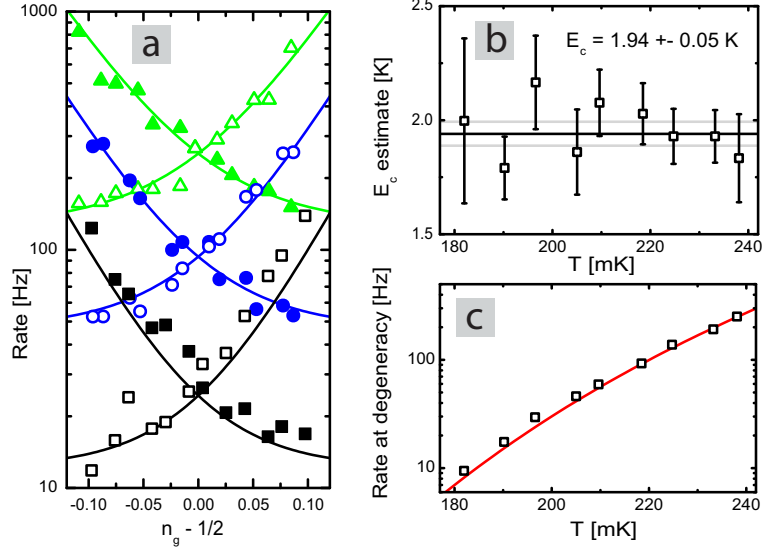 a
1000
100
10
Rate [Hz]
-0.10
-0.05
0.00
0.05
0.10
n_g - 1/2
b
E_c = 1.94 +- 0.05 K
2.5
2.0
1.5
E_c estimate [K]
180
200
220
240
T [mK]
c
100
10
Rate at degeneracy [Hz]
180
200
220
240
T [mK]